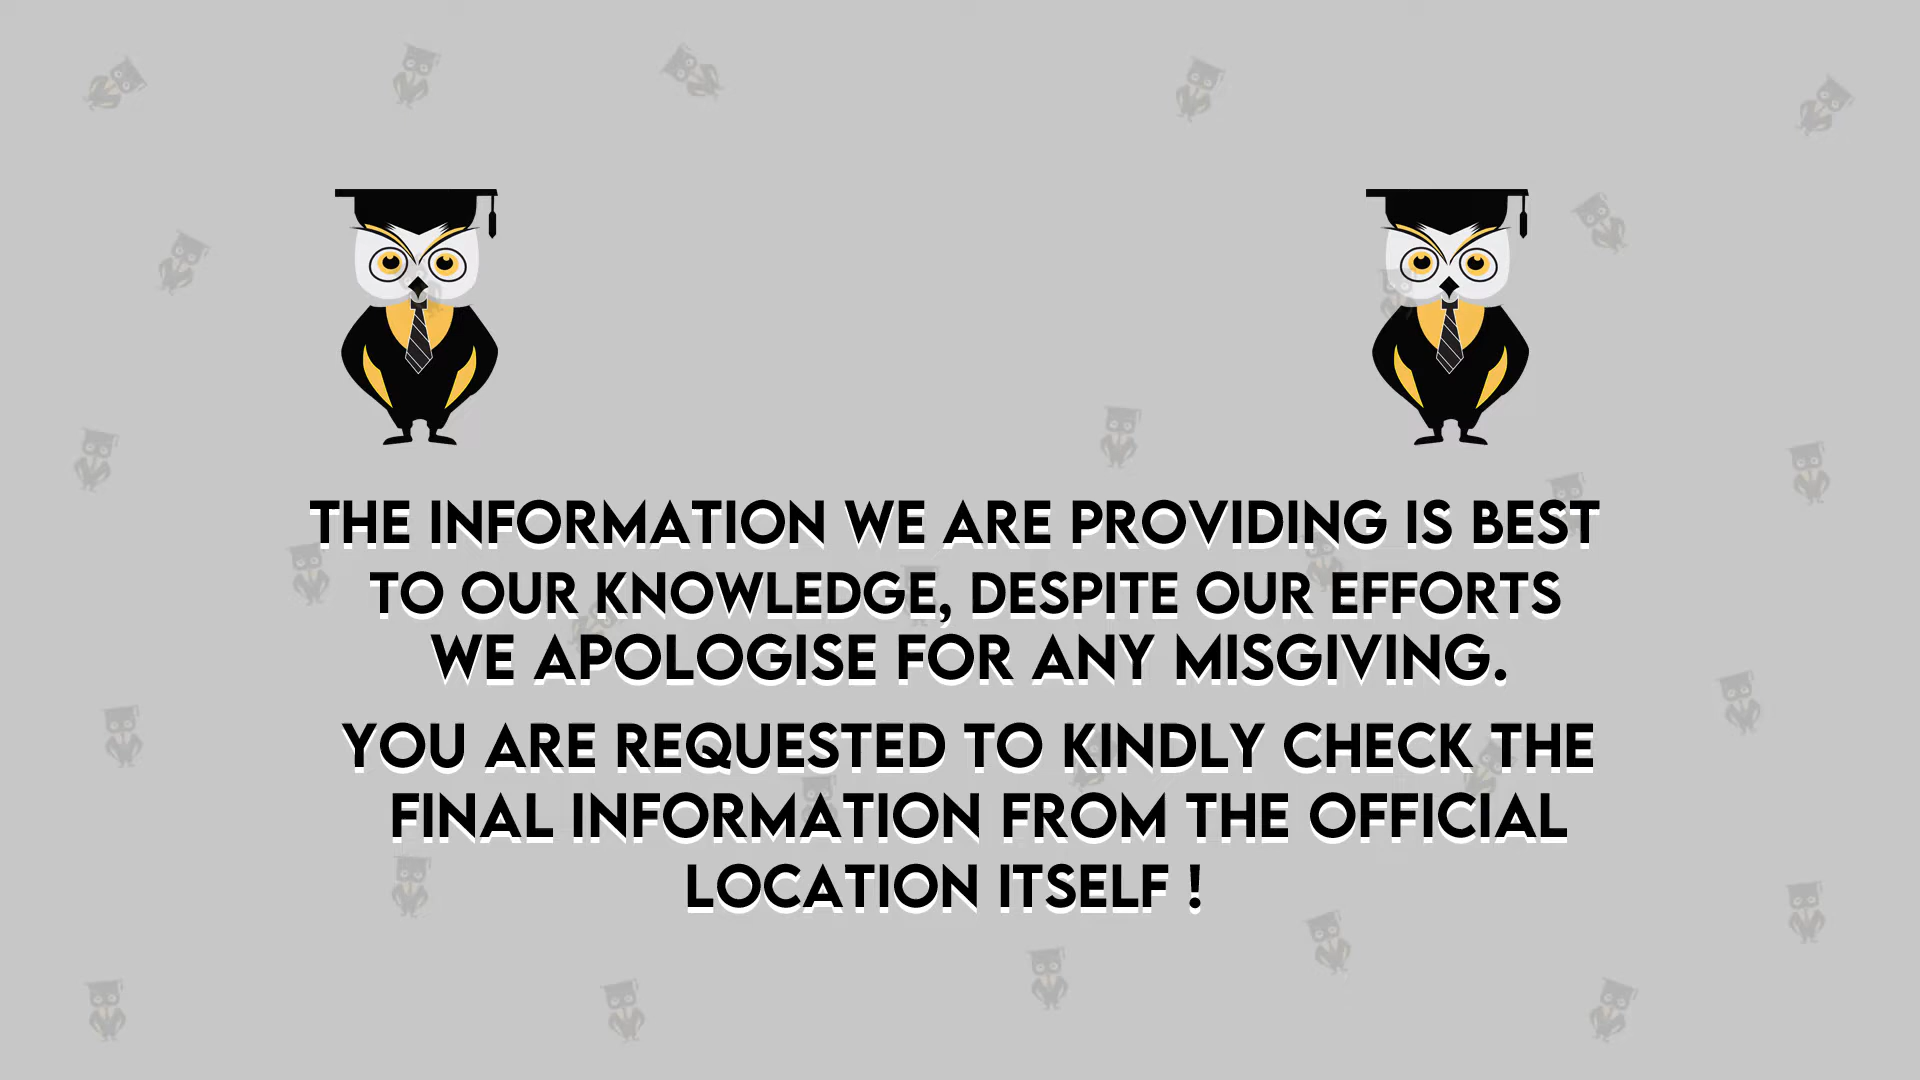 THE INFORMATION WE ARE PROVIDING IS BEST
TO OUR KNOWLEDGE, DESPITE OUR EFFORTS
WE APOLOGISE FOR ANY MISGIVING.
YOU ARE REQUESTED TO KINDLY CHECK THE
FINAL INFORMATION FROM THE OFFICIAL
LOCATION ITSELF !